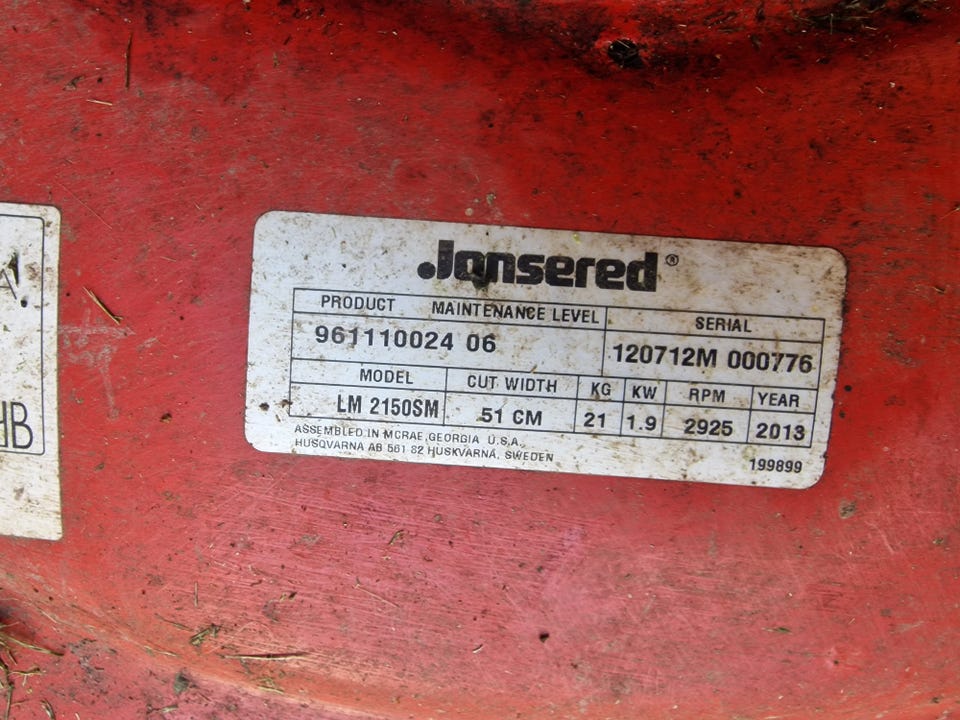 Jonsered®
PRODUCT MAINTENANCE LEVEL SERIAL
961110024 06 120712M 000776
MODEL CUT WIDTH KG KW RPM YEAR
LM 2150SM 51 CM 21 1.9 2925 2013
ASSEMBLED IN MCRAE, GEORGIA U.S.A.
HUSQVARNA AB 561 82 HUSKVARNA, SWEDEN
199899